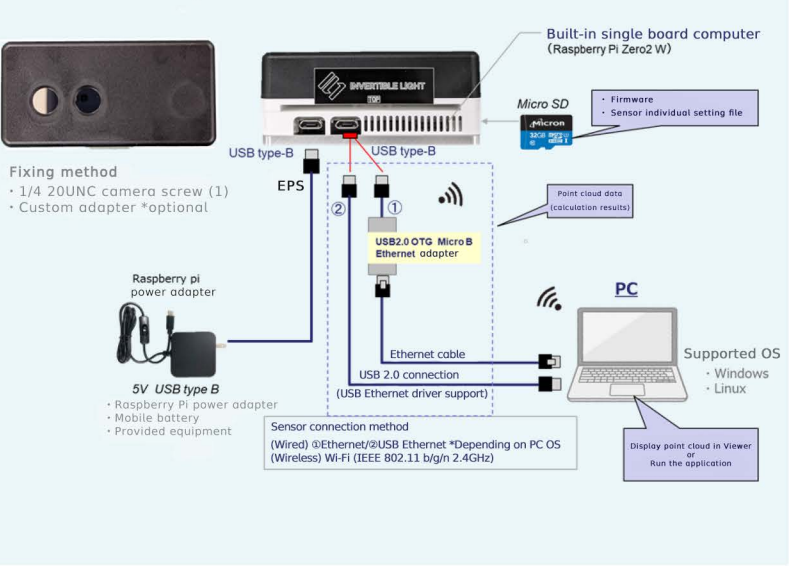 Built-in single board computer
(Raspberry Pi Zero2 W)
INVERTIBLE LIGHT
TOP
Micro SD
Micron
32GB
・ Firmware
・ Sensor individual setting file
USB type-B
USB type-B
Fixing method
・1/4 20UNC camera screw (1)
・Custom adapter *optional
EPS
②
①
Point cloud data
(calculation results)
USB2.0 OTG Micro B
Ethernet adapter
Raspberry pi
power adapter
PC
Ethernet cable
USB 2.0 connection
(USB Ethernet driver support)
Supported OS
・Windows
・Linux
5V USB type B
・Raspberry Pi power adapter
・Mobile battery
・Provided equipment
Sensor connection method
(Wired) ①Ethernet/②USB Ethernet *Depending on PC OS
(Wireless) Wi-Fi (IEEE 802.11 b/g/n 2.4GHz)
Display point cloud in Viewer
or
Run the application